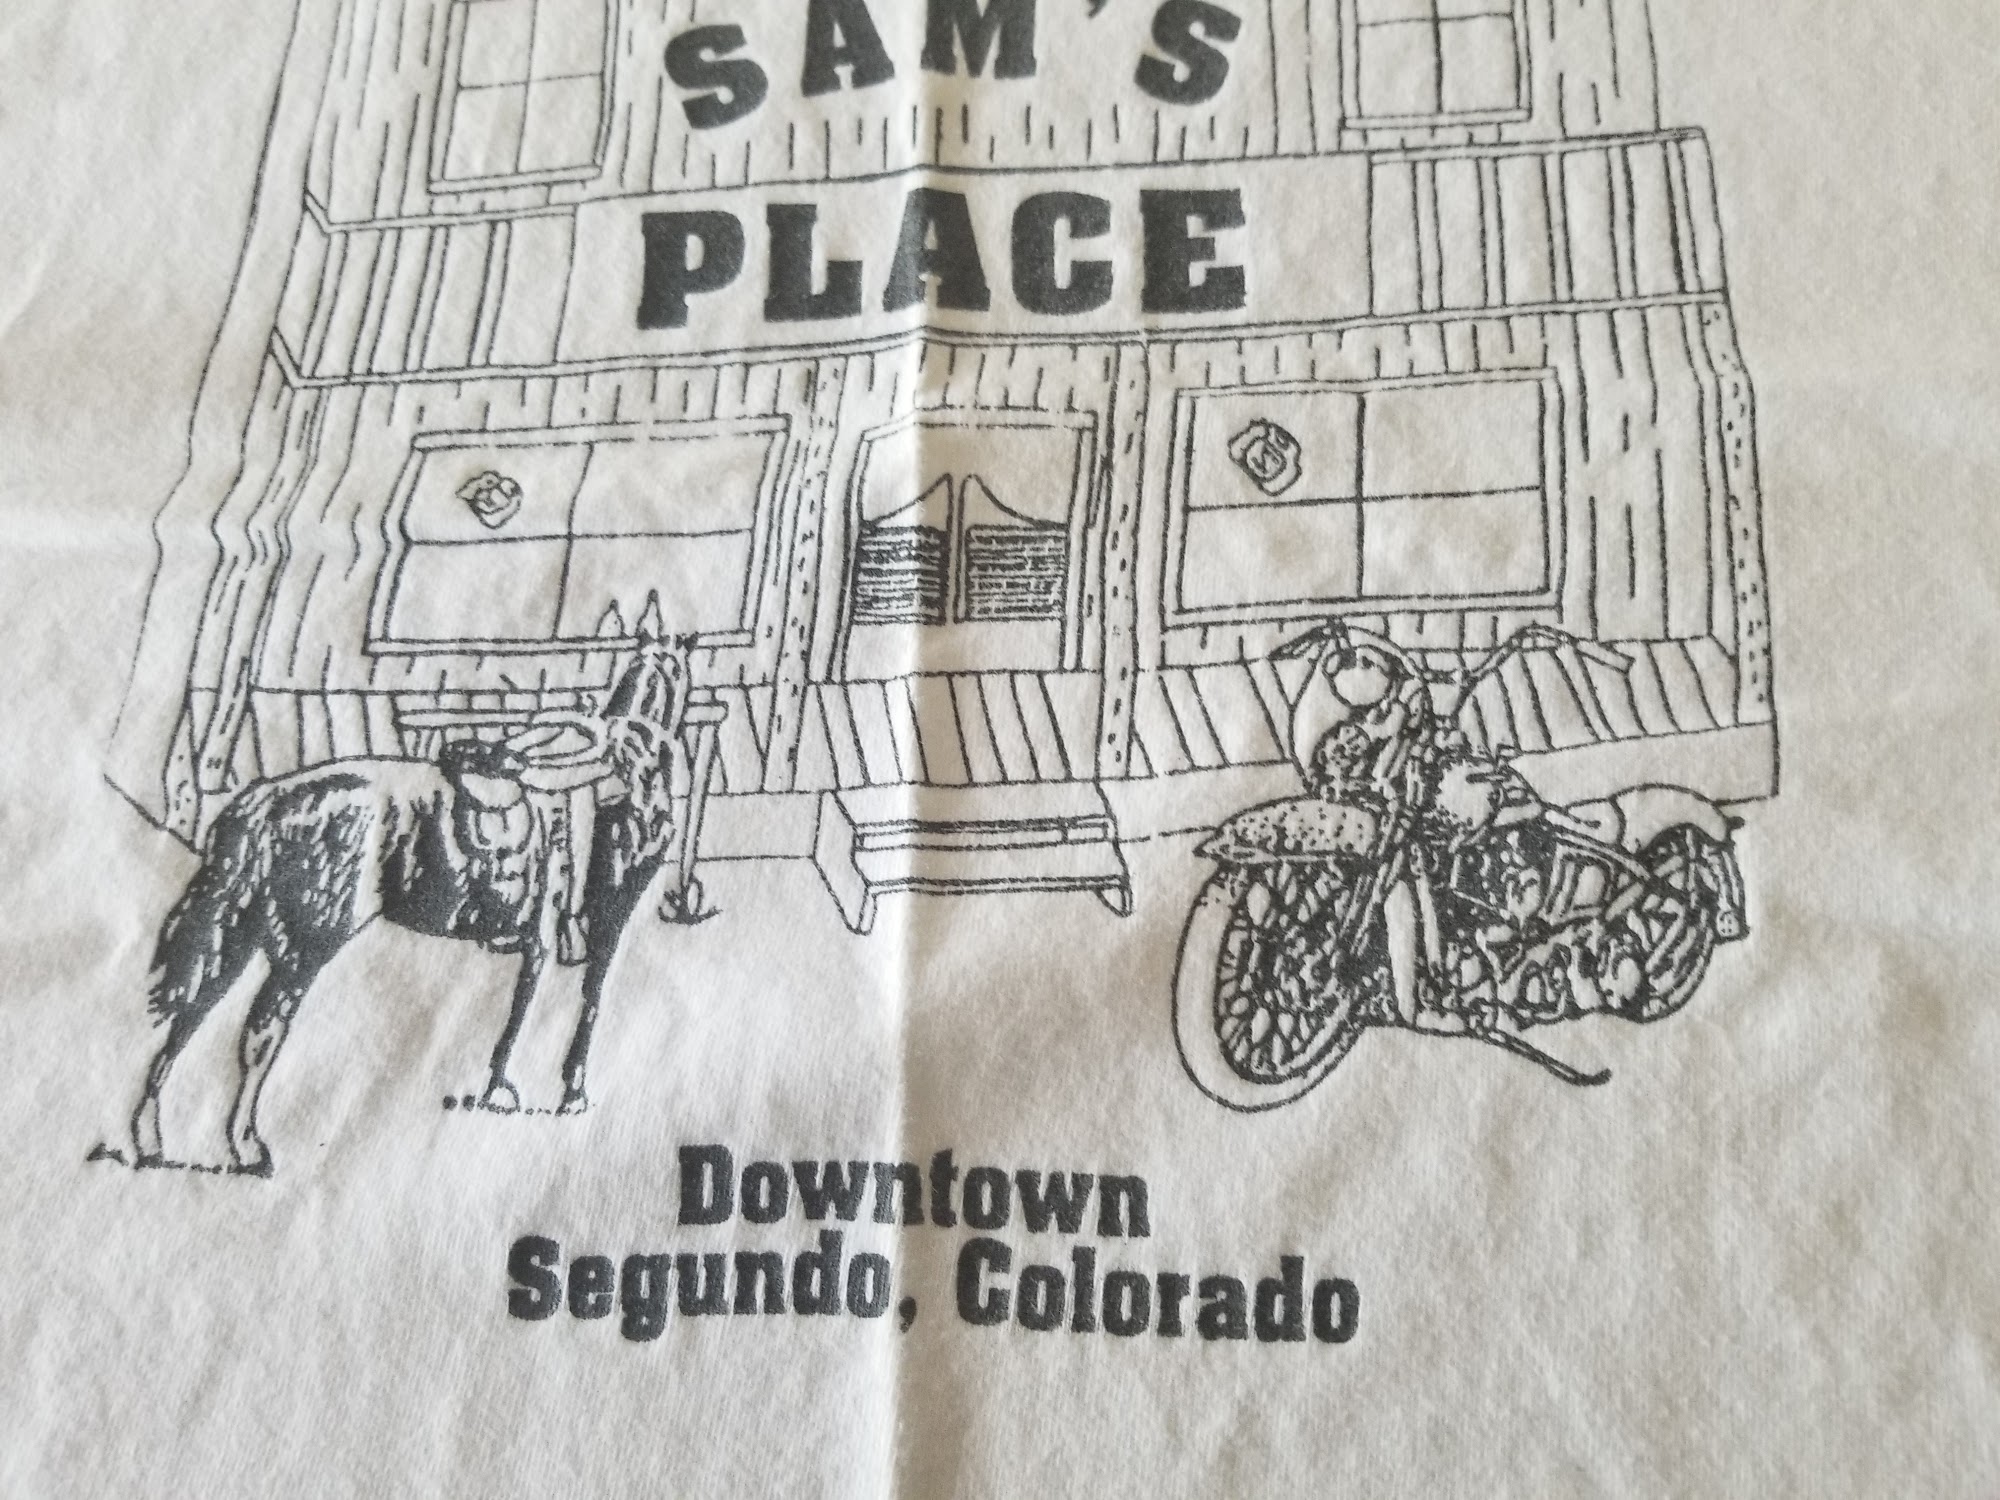 SAM'S
PLACE
Downtown
Segundo, Colorado